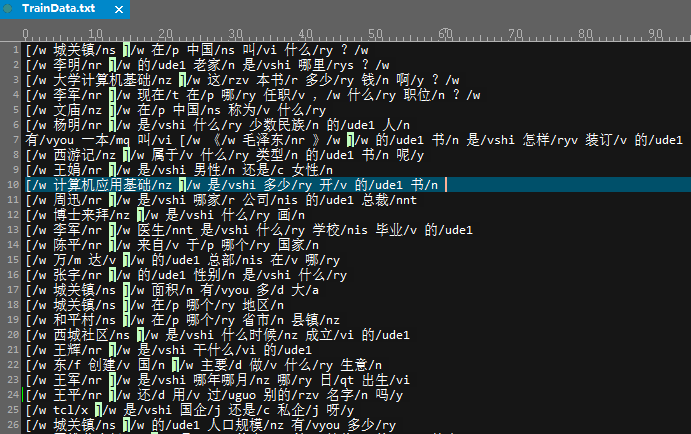 TrainData.txt
0 10 20 30 40 50 60 70 80 90
1 [/w 城关镇/ns ]/w 在/p 中国/ns 叫/vi 什么/ry ？/w
2 [/w 李明/nr ]/w 的/ude1 老家/n 是/vshi 哪里/rys ？/w
3 [/w 大学计算机基础/nz ]/w 这/rzv 本书/r 多少/ry 钱/n 啊/y ？/w
4 [/w 李军/nr ]/w 现在/t 在/p 哪/ry 任职/v ，/w 什么/ry 职位/n ？/w
5 [/w 文庙/nz ]/w 在/p 中国/ns 称为/v 什么/ry
6 [/w 杨明/nr ]/w 是/vshi 什么/ry 少数民族/n 的/ude1 人/n
7 有/vyou 一本/mq 叫/vi [/w 《/w 毛泽东/nr 》/w ]/w 的/ude1 书/n 是/vshi 怎样/ryv 装订/v 的/ude1
8 [/w 西游记/nz ]/w 属于/v 什么/ry 类型/n 的/ude1 书/n 呢/y
9 [/w 王娟/nr ]/w 是/vshi 男性/n 还是/c 女性/n
10 [/w 计算机应用基础/nz ]/w 是/vshi 多少/ry 开/v 的/ude1 书/n
11 [/w 周迅/nr ]/w 是/vshi 哪家/r 公司/nis 的/ude1 总裁/nnt
12 [/w 博士来拜/nz ]/w 是/vshi 什么/ry 画/n
13 [/w 李军/nr ]/w 医生/nnt 是/vshi 什么/ry 学校/nis 毕业/v 的/ude1
14 [/w 陈平/nr ]/w 来自/v 于/p 哪个/ry 国家/n
15 [/w 万/m 达/v ]/w 的/ude1 总部/nis 在/v 哪/ry
16 [/w 张宇/nr ]/w 的/ude1 性别/n 是/vshi 什么/ry
17 [/w 城关镇/ns ]/w 面积/n 有/vyou 多/d 大/a
18 [/w 城关镇/ns ]/w 在/p 哪个/ry 地区/n
19 [/w 和平村/ns ]/w 在/p 哪个/ry 省市/n 县镇/nz
20 [/w 西城社区/ns ]/w 是/vshi 什么时候/nz 成立/vi 的/ude1
21 [/w 王辉/nr ]/w 是/vshi 干什么/vi 的/ude1
22 [/w 东/f 创建/v 国/n ]/w 主要/d 做/v 什么/ry 生意/n
23 [/w 王军/nr ]/w 是/vshi 哪年哪月/nz 哪/ry 日/qt 出生/vi
24 [/w 王平/nr ]/w 还/d 用/v 过/uguo 别的/rzv 名字/n 吗/y
25 [/w tcl/x ]/w 是/vshi 国企/j 还是/c 私企/j 呀/y
26 [/w 城关镇/ns ]/w 的/ude1 人口规模/nz 有/vyou 多少/ry